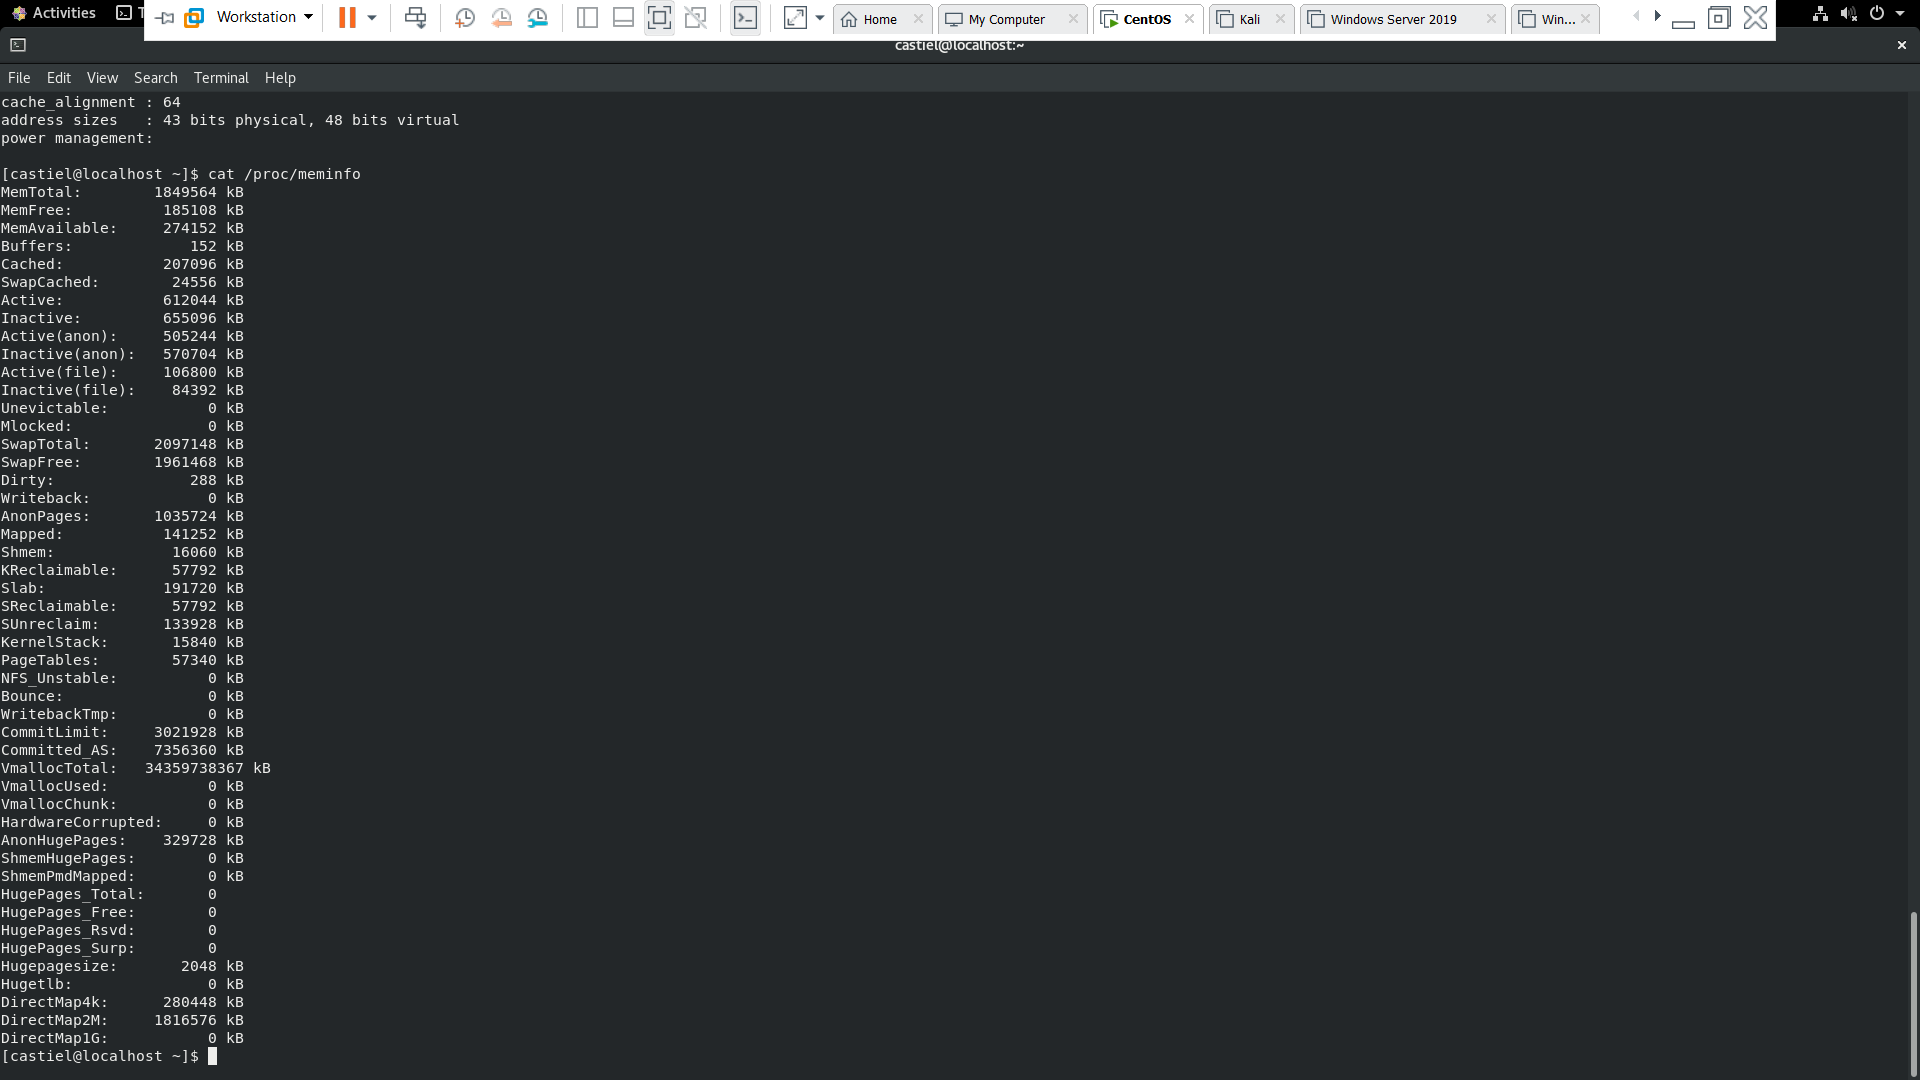 Activities
T
Workstation
Home
My Computer
CentOS
Kali
Windows Server 2019
Win...
castiel@localhost:~
File Edit View Search Terminal Help
cache_alignment : 64
address sizes   : 43 bits physical, 48 bits virtual
power management:
[castiel@localhost ~]$ cat /proc/meminfo
MemTotal:        1849564 kB
MemFree:          185108 kB
MemAvailable:     274152 kB
Buffers:             152 kB
Cached:           207096 kB
SwapCached:        24556 kB
Active:           612044 kB
Inactive:         655096 kB
Active(anon):     505244 kB
Inactive(anon):   570704 kB
Active(file):     106800 kB
Inactive(file):    84392 kB
Unevictable:           0 kB
Mlocked:               0 kB
SwapTotal:       2097148 kB
SwapFree:        1961468 kB
Dirty:               288 kB
Writeback:             0 kB
AnonPages:       1035724 kB
Mapped:           141252 kB
Shmem:             16060 kB
KReclaimable:      57792 kB
Slab:             191720 kB
SReclaimable:      57792 kB
SUnreclaim:       133928 kB
KernelStack:       15840 kB
PageTables:        57340 kB
NFS_Unstable:          0 kB
Bounce:                0 kB
WritebackTmp:          0 kB
CommitLimit:     3021928 kB
Committed_AS:    7356360 kB
VmallocTotal:   34359738367 kB
VmallocUsed:           0 kB
VmallocChunk:          0 kB
HardwareCorrupted:     0 kB
AnonHugePages:    329728 kB
ShmemHugePages:        0 kB
ShmemPmdMapped:        0 kB
HugePages_Total:       0
HugePages_Free:        0
HugePages_Rsvd:        0
HugePages_Surp:        0
Hugepagesize:       2048 kB
Hugetlb:               0 kB
DirectMap4k:      280448 kB
DirectMap2M:     1816576 kB
DirectMap1G:           0 kB
[castiel@localhost ~]$